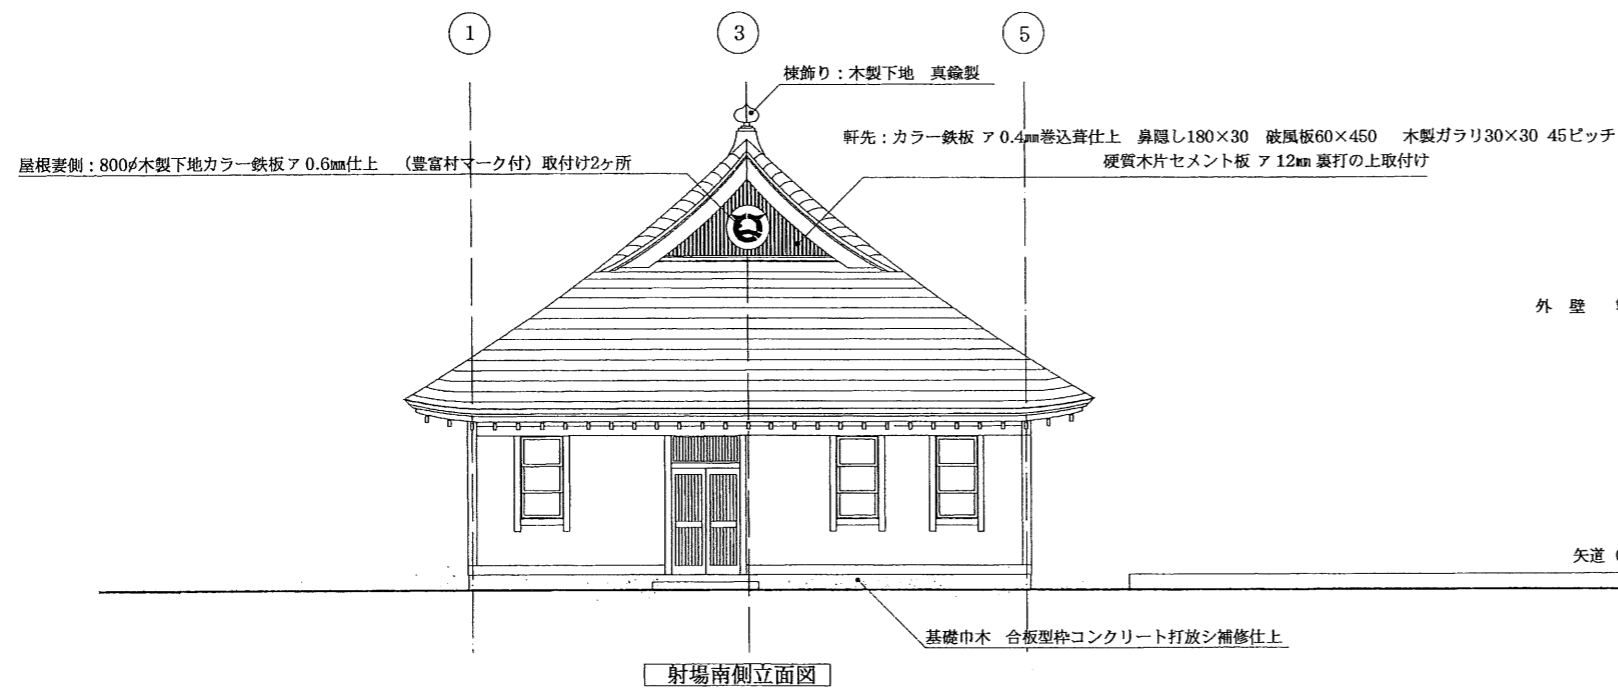 1
3
5
棟飾り：木製下地　真鍮製
軒先：カラー鉄板 ア 0.4㎜巻込葺仕上　鼻隠し180×30　破風板60×450　木製ガラリ30×30 45ピッチ
硬質木片セメント板 ア 12㎜ 裏打の上取付け
屋根妻側：800φ木製下地カラー鉄板ア 0.6㎜仕上　（豊富村マーク付）取付け2ヶ所
外　壁
矢道（
基礎巾木　合板型枠コンクリート打放シ補修仕上
射場南側立面図